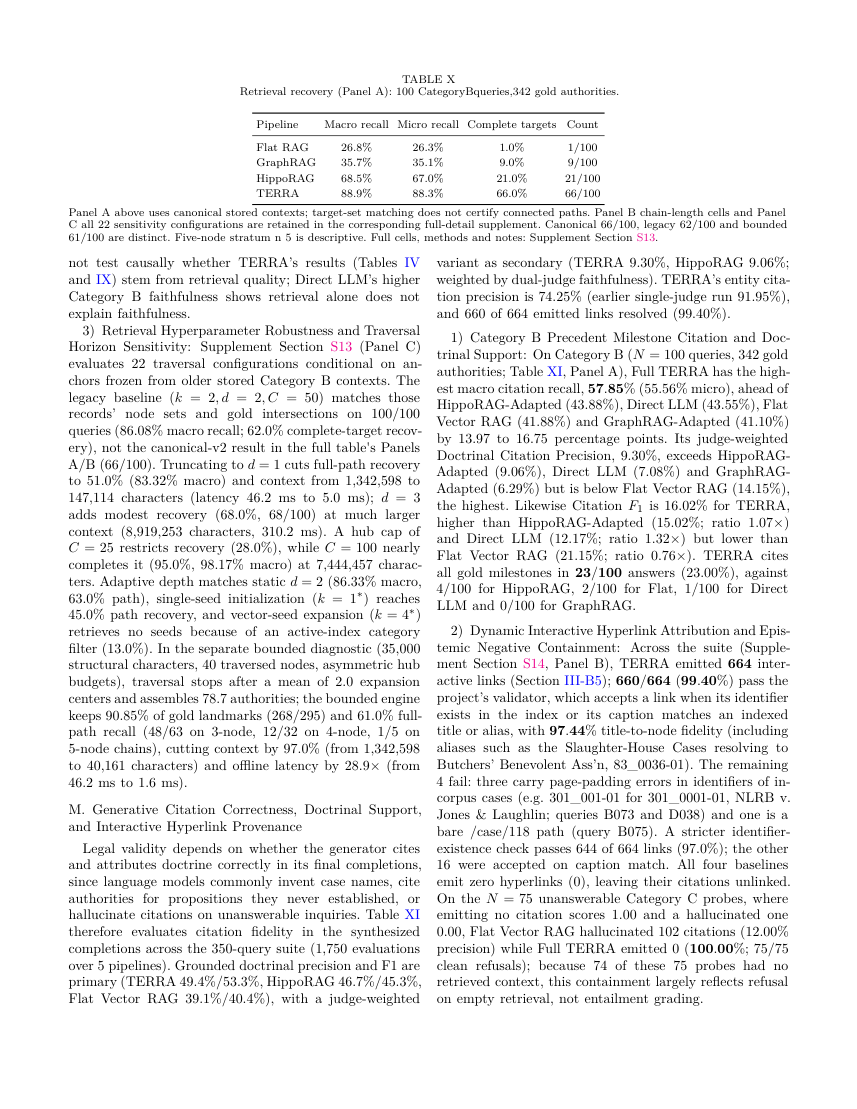 TABLE X
Retrieval recovery (Panel A): 100 CategoryBqueries,342 gold authorities.
Pipeline Macro recall Micro recall Complete targets Count
Flat RAG 26.8% 26.3% 1.0% 1/100
GraphRAG 35.7% 35.1% 9.0% 9/100
HippoRAG 68.5% 67.0% 21.0% 21/100
TERRA 88.9% 88.3% 66.0% 66/100
Panel A above uses canonical stored contexts; target-set matching does not certify connected paths. Panel B chain-length cells and Panel
C all 22 sensitivity configurations are retained in the corresponding full-detail supplement. Canonical 66/100, legacy 62/100 and bounded
61/100 are distinct. Five-node stratum n 5 is descriptive. Full cells, methods and notes: Supplement Section S13.
not test causally whether TERRA's results (Tables IV
and IX) stem from retrieval quality; Direct LLM's higher
Category B faithfulness shows retrieval alone does not
explain faithfulness.
3) Retrieval Hyperparameter Robustness and Traversal
Horizon Sensitivity: Supplement Section S13 (Panel C)
evaluates 22 traversal configurations conditional on an-
chors frozen from older stored Category B contexts. The
legacy baseline (k = 2, d = 2, C = 50) matches those
records' node sets and gold intersections on 100/100
queries (86.08% macro recall; 62.0% complete-target recov-
ery), not the canonical-v2 result in the full table's Panels
A/B (66/100). Truncating to d = 1 cuts full-path recovery
to 51.0% (83.32% macro) and context from 1,342,598 to
147,114 characters (latency 46.2 ms to 5.0 ms); d = 3
adds modest recovery (68.0%, 68/100) at much larger
context (8,919,253 characters, 310.2 ms). A hub cap of
C = 25 restricts recovery (28.0%), while C = 100 nearly
completes it (95.0%, 98.17% macro) at 7,444,457 charac-
ters. Adaptive depth matches static d = 2 (86.33% macro,
63.0% path), single-seed initialization (k = 1*) reaches
45.0% path recovery, and vector-seed expansion (k = 4*)
retrieves no seeds because of an active-index category
filter (13.0%). In the separate bounded diagnostic (35,000
structural characters, 40 traversed nodes, asymmetric hub
budgets), traversal stops after a mean of 2.0 expansion
centers and assembles 78.7 authorities; the bounded engine
keeps 90.85% of gold landmarks (268/295) and 61.0% full-
path recall (48/63 on 3-node, 12/32 on 4-node, 1/5 on
5-node chains), cutting context by 97.0% (from 1,342,598
to 40,161 characters) and offline latency by 28.9× (from
46.2 ms to 1.6 ms).
M. Generative Citation Correctness, Doctrinal Support,
and Interactive Hyperlink Provenance
Legal validity depends on whether the generator cites
and attributes doctrine correctly in its final completions,
since language models commonly invent case names, cite
authorities for propositions they never established, or
hallucinate citations on unanswerable inquiries. Table XI
therefore evaluates citation fidelity in the synthesized
completions across the 350-query suite (1,750 evaluations
over 5 pipelines). Grounded doctrinal precision and F1 are
primary (TERRA 49.4%/53.3%, HippoRAG 46.7%/45.3%,
Flat Vector RAG 39.1%/40.4%), with a judge-weighted
variant as secondary (TERRA 9.30%, HippoRAG 9.06%;
weighted by dual-judge faithfulness). TERRA's entity cita-
tion precision is 74.25% (earlier single-judge run 91.95%),
and 660 of 664 emitted links resolved (99.40%).
1) Category B Precedent Milestone Citation and Doc-
trinal Support: On Category B (N = 100 queries, 342 gold
authorities; Table XI, Panel A), Full TERRA has the high-
est macro citation recall, 57.85% (55.56% micro), ahead of
HippoRAG-Adapted (43.88%), Direct LLM (43.55%), Flat
Vector RAG (41.88%) and GraphRAG-Adapted (41.10%)
by 13.97 to 16.75 percentage points. Its judge-weighted
Doctrinal Citation Precision, 9.30%, exceeds HippoRAG-
Adapted (9.06%), Direct LLM (7.08%) and GraphRAG-
Adapted (6.29%) but is below Flat Vector RAG (14.15%),
the highest. Likewise Citation F1 is 16.02% for TERRA,
higher than HippoRAG-Adapted (15.02%; ratio 1.07×)
and Direct LLM (12.17%; ratio 1.32×) but lower than
Flat Vector RAG (21.15%; ratio 0.76×). TERRA cites
all gold milestones in 23/100 answers (23.00%), against
4/100 for HippoRAG, 2/100 for Flat, 1/100 for Direct
LLM and 0/100 for GraphRAG.
2) Dynamic Interactive Hyperlink Attribution and Epis-
temic Negative Containment: Across the suite (Supple-
ment Section S14, Panel B), TERRA emitted 664 inter-
active links (Section III-B5); 660/664 (99.40%) pass the
project's validator, which accepts a link when its identifier
exists in the index or its caption matches an indexed
title or alias, with 97.44% title-to-node fidelity (including
aliases such as the Slaughter-House Cases resolving to
Butchers' Benevolent Ass'n, 83_0036-01). The remaining
4 fail: three carry page-padding errors in identifiers of in-
corpus cases (e.g. 301_001-01 for 301_0001-01, NLRB v.
Jones & Laughlin; queries B073 and D038) and one is a
bare /case/118 path (query B075). A stricter identifier-
existence check passes 644 of 664 links (97.0%); the other
16 were accepted on caption match. All four baselines
emit zero hyperlinks (0), leaving their citations unlinked.
On the N = 75 unanswerable Category C probes, where
emitting no citation scores 1.00 and a hallucinated one
0.00, Flat Vector RAG hallucinated 102 citations (12.00%
precision) while Full TERRA emitted 0 (100.00%; 75/75
clean refusals); because 74 of these 75 probes had no
retrieved context, this containment largely reflects refusal
on empty retrieval, not entailment grading.